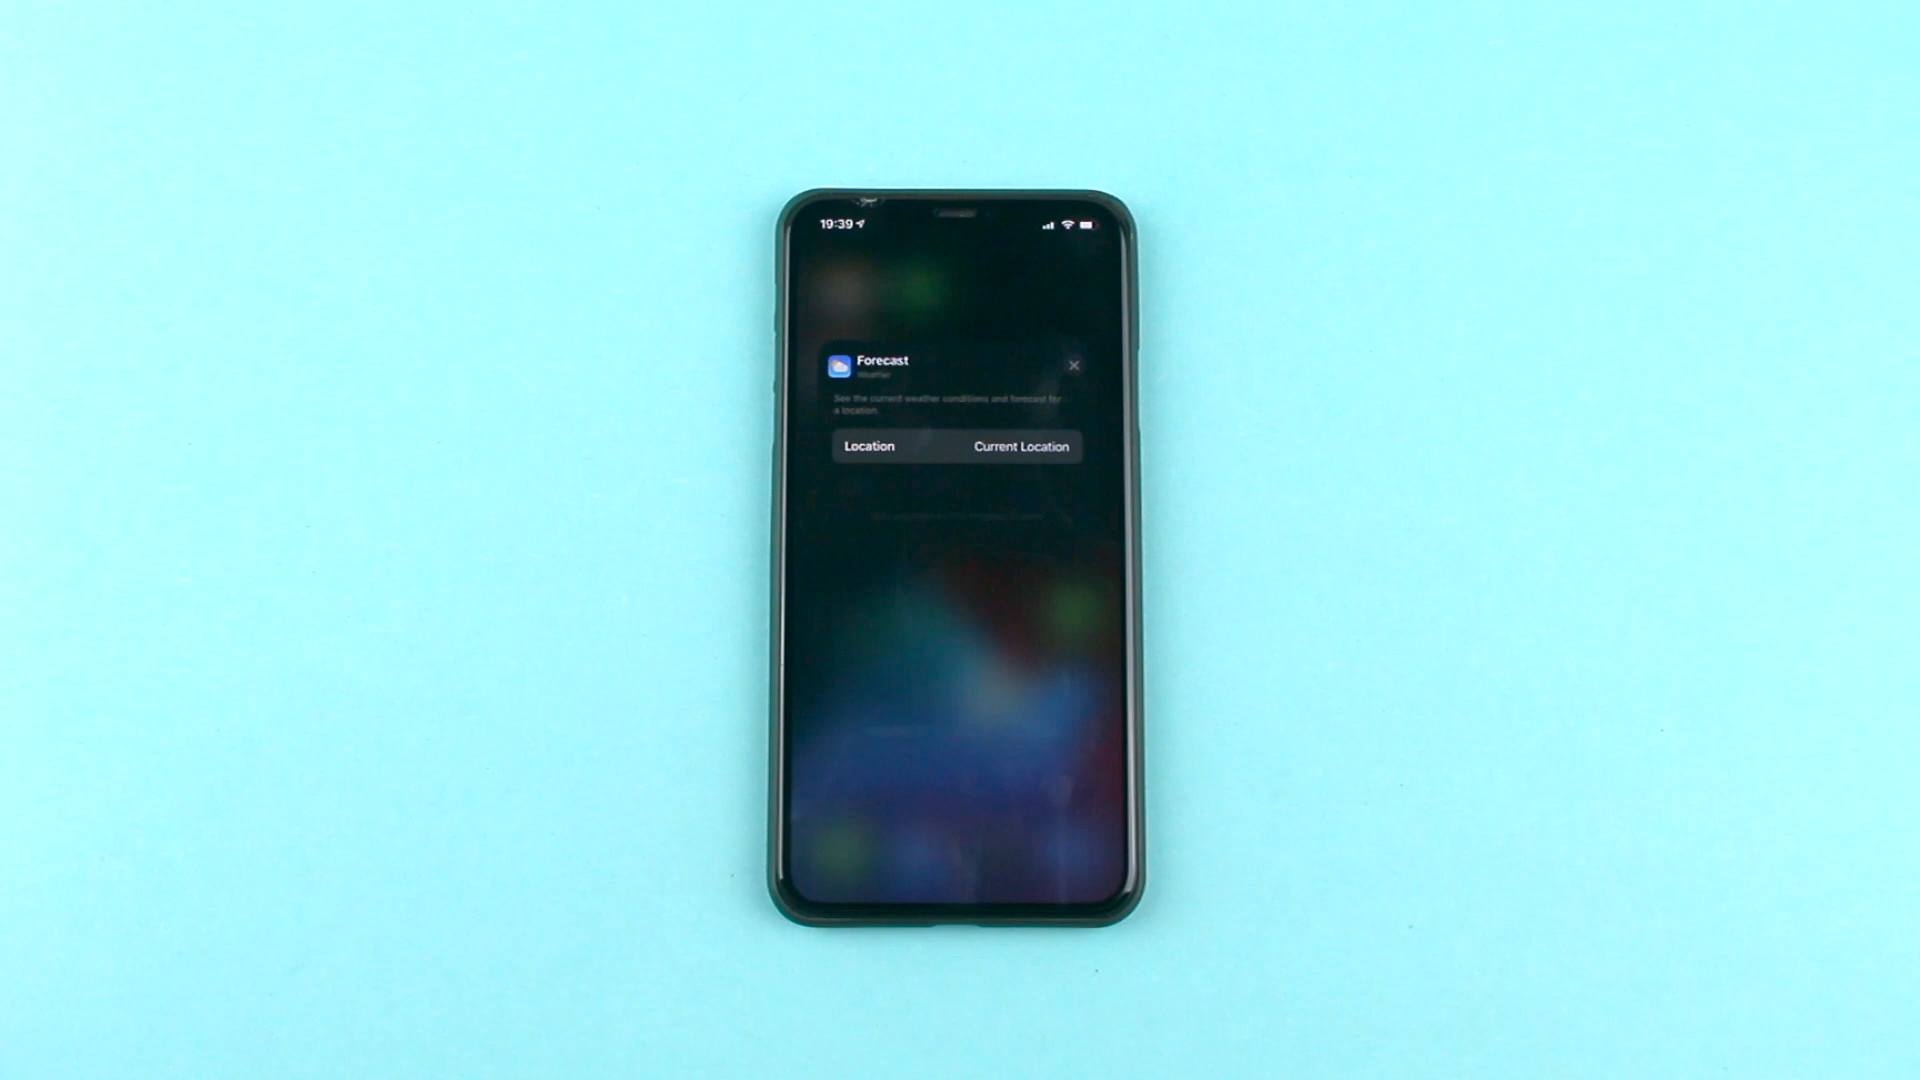 19:39
Forecast
Weather
See the current weather conditions and forecast for
a location.
Location Current Location